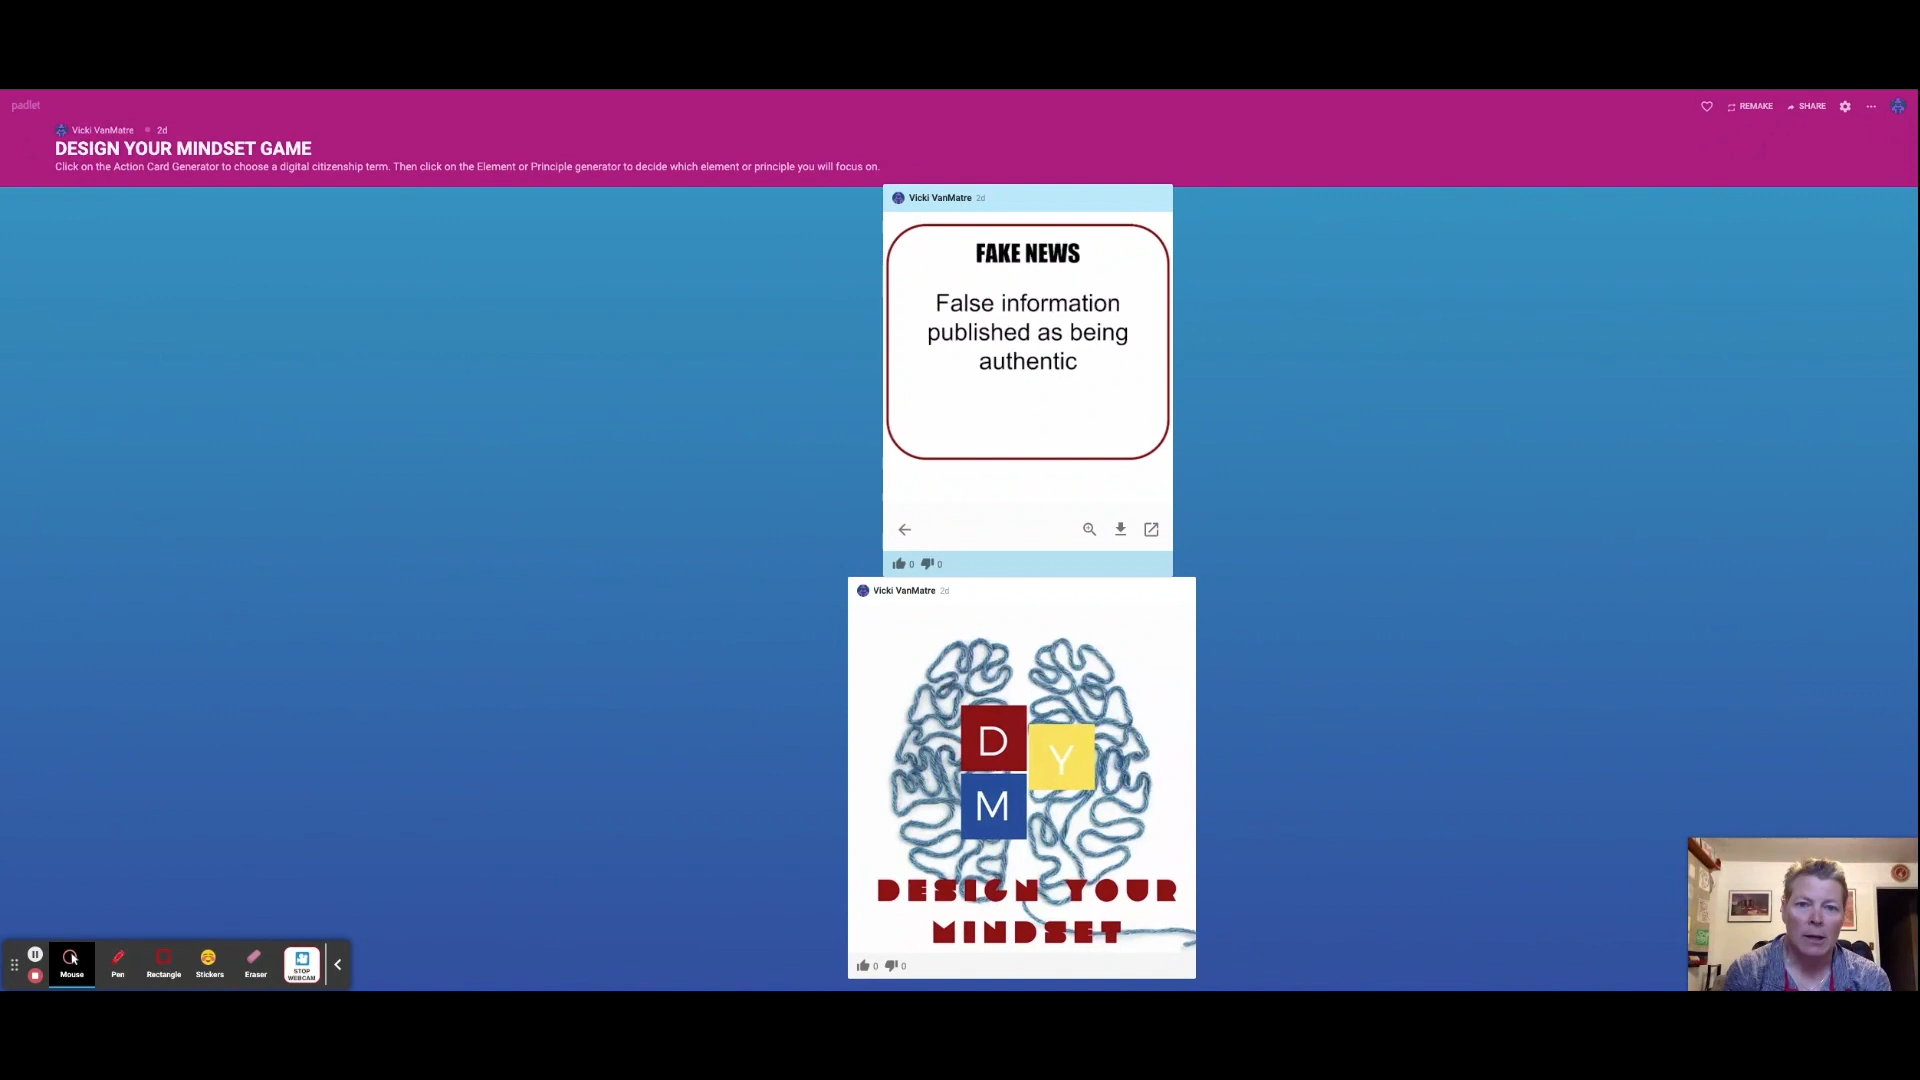 padlet
REMAKE SHARE
Vicki VanMatre 2d
DESIGN YOUR MINDSET GAME
Click on the Action Card Generator to choose a digital citizenship term. Then click on the Element or Principle generator to decide which element or principle you will focus on.
Vicki VanMatre 2d
FAKE NEWS
False information
published as being
authentic
0 0
Vicki VanMatre 2d
D Y
M
DESIGN YOUR
MINDSET
0 0
Mouse Pen Rectangle Stickers Eraser STOP
WEBCAM